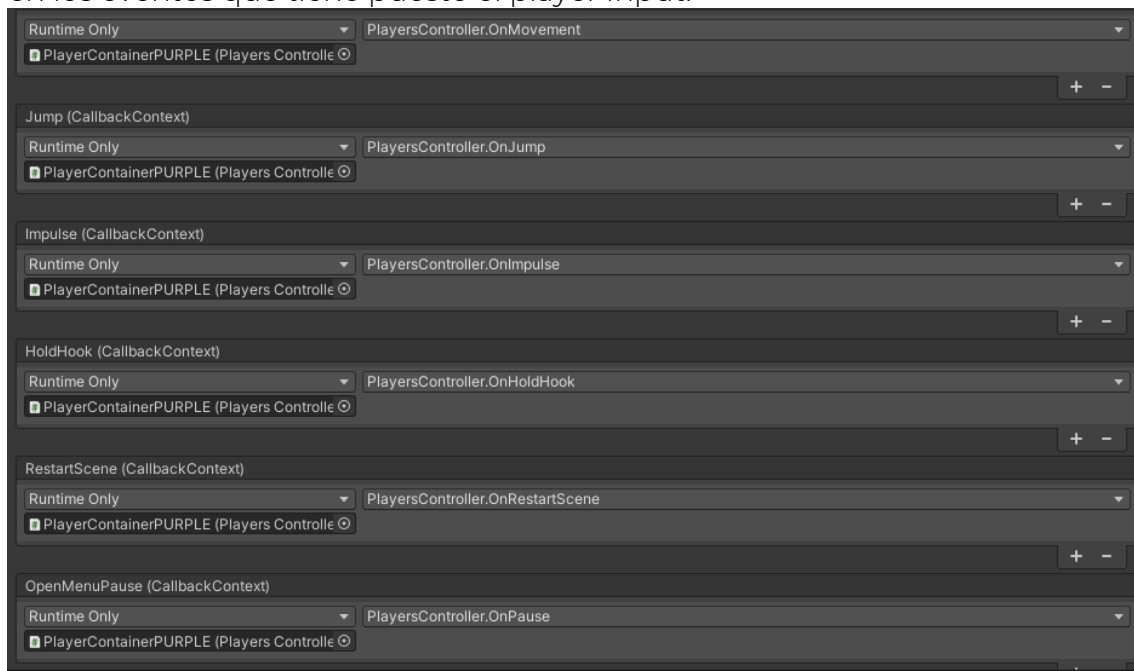 en los eventos que tiene puesto el player input.
Runtime Only PlayersController.OnMovement
PlayerContainerPURPLE (Players Controlle
+ -
Jump (CallbackContext)
Runtime Only PlayersController.OnJump
PlayerContainerPURPLE (Players Controlle
+ -
Impulse (CallbackContext)
Runtime Only PlayersController.OnImpulse
PlayerContainerPURPLE (Players Controlle
+ -
HoldHook (CallbackContext)
Runtime Only PlayersController.OnHoldHook
PlayerContainerPURPLE (Players Controlle
+ -
RestartScene (CallbackContext)
Runtime Only PlayersController.OnRestartScene
PlayerContainerPURPLE (Players Controlle
+ -
OpenMenuPause (CallbackContext)
Runtime Only PlayersController.OnPause
PlayerContainerPURPLE (Players Controlle